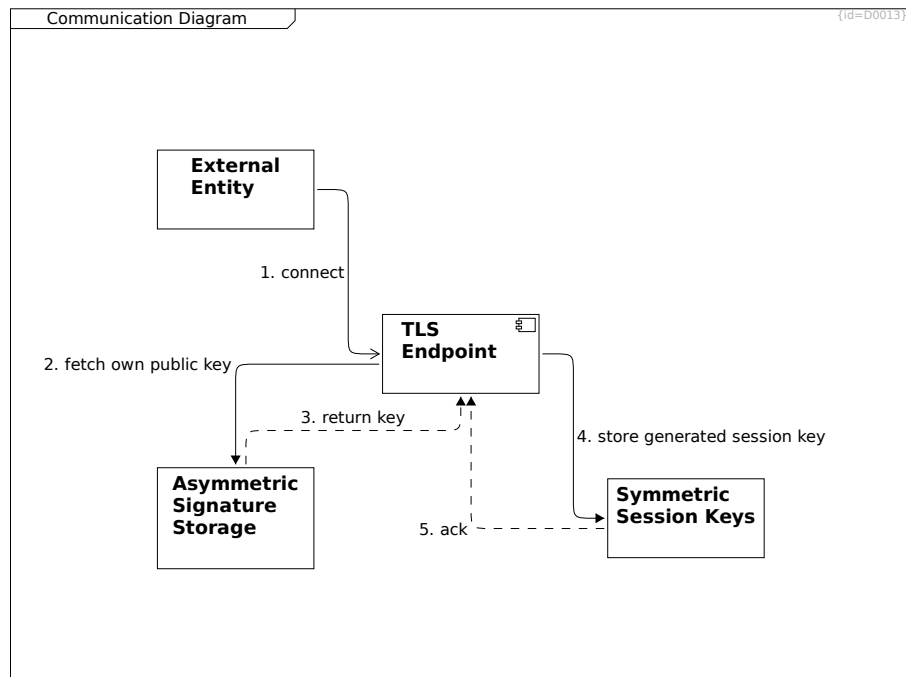 Communication Diagram
{id=D0013}
External
Entity
1. connect
TLS
Endpoint
2. fetch own public key
3. return key
4. store generated session key
Asymmetric
Signature
Storage
Symmetric
Session Keys
5. ack